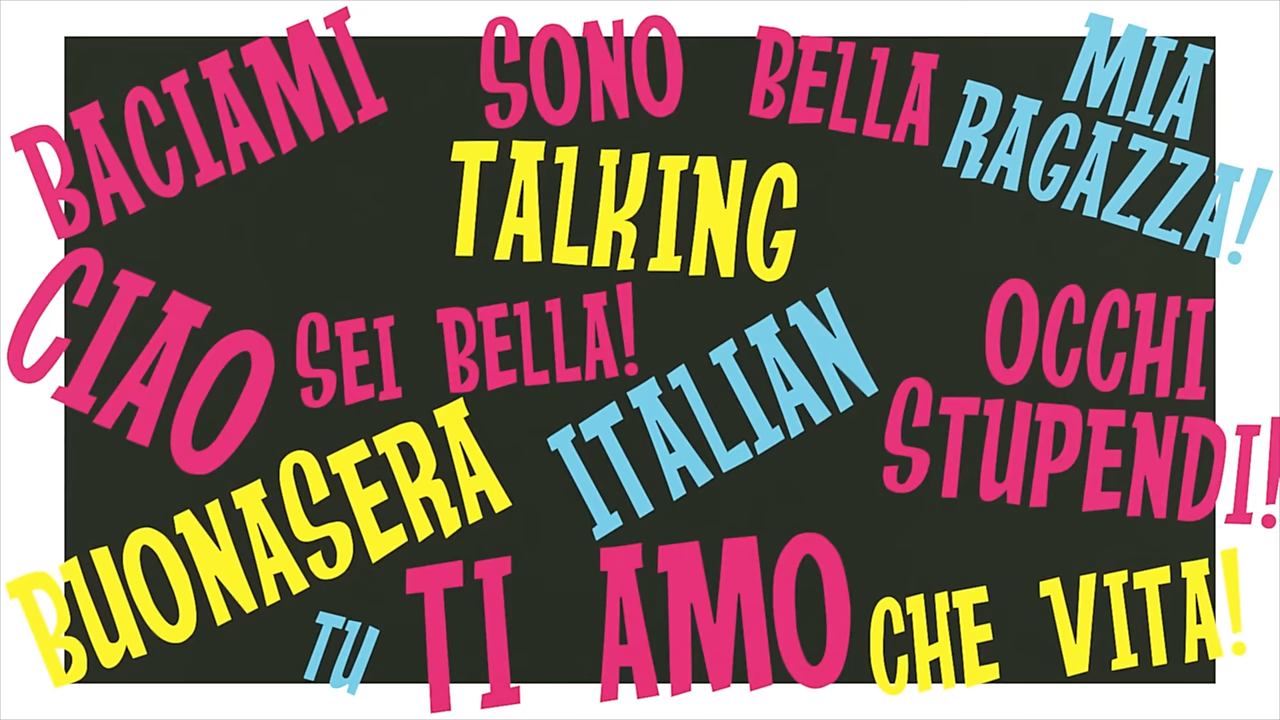 BACIAMI
SONO
BELLA
MIA
RAGAZZA!
TALKING
CIAO
SEI BELLA!
ITALIAN
OCCHI
STUPENDI!
BUONASERA
TU
TI AMO
CHE VITA!